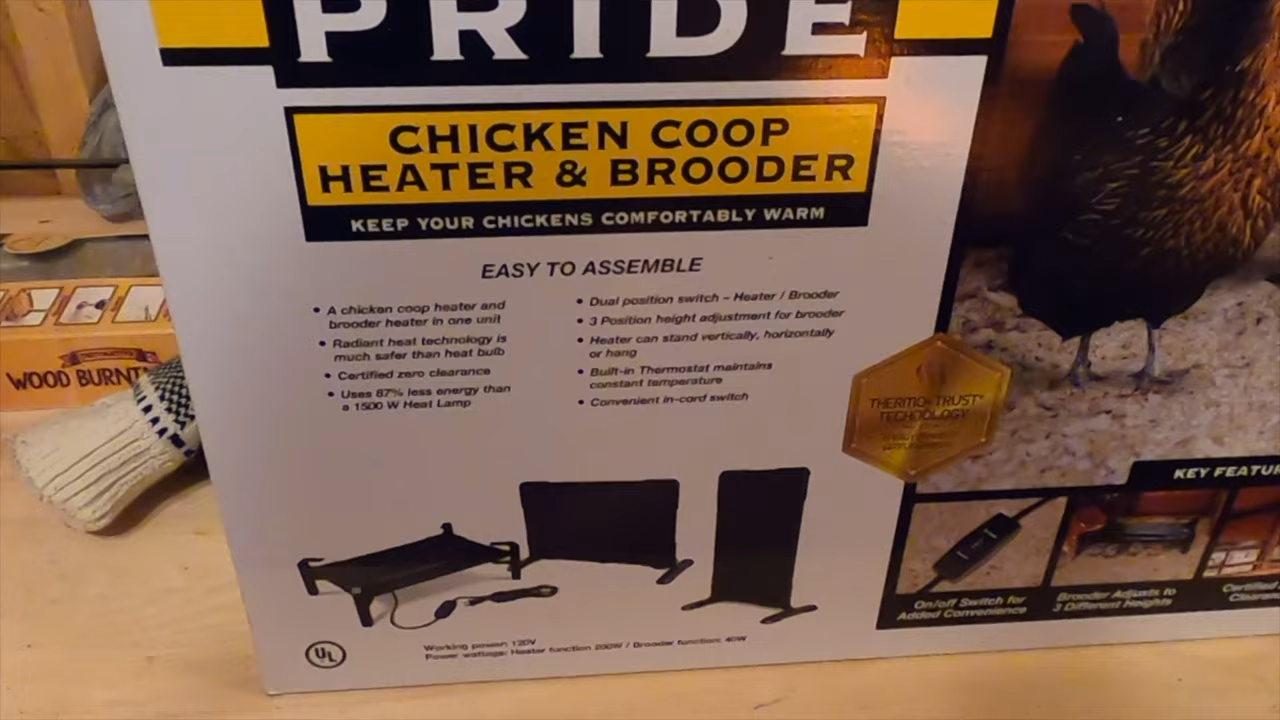 PRIDE
CHICKEN COOP
HEATER & BROODER
KEEP YOUR CHICKENS COMFORTABLY WARM
EASY TO ASSEMBLE
• A chicken coop heater and
brooder heater in one unit
• Radiant heat technology is
much safer than heat bulb
• Certified zero clearance
• Uses 87% less energy than
a 1500 W Heat Lamp
• Dual position switch – Heater / Brooder
• 3 Position height adjustment for brooder
• Heater can stand vertically, horizontally
or hang
• Built-in Thermostat maintains
constant temperature
• Convenient in-cord switch
THERMO-TRUST
TECHNOLOGY
KEY FEATUR
On/off Switch for
Added Convenience
Brooder Adjusts to
3 Different Heights
Certified
Clearan
UL
Working power: 120V
Power wattage: Heater function 200W / Brooder function: 40W
WOOD BURN